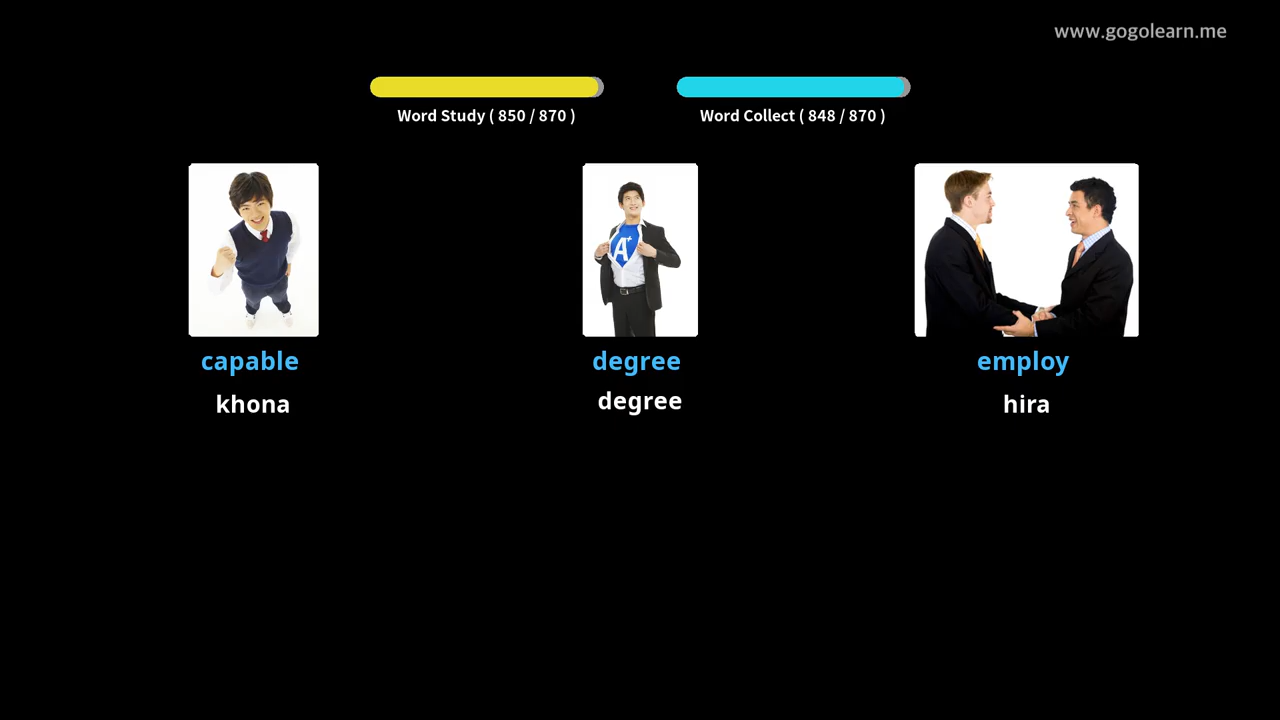 www.gogolearn.me
Word Study ( 850 / 870 )
Word Collect ( 848 / 870 )
A+
capable
degree
employ
khona
degree
hira